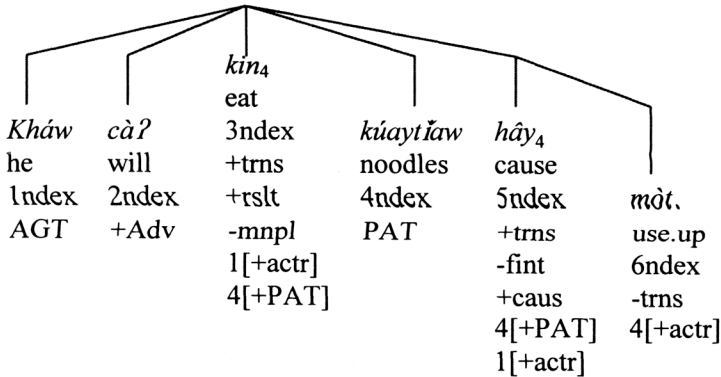 Kháw
he
1ndex
AGT
càʔ
will
2ndex
+Adv
kin₄
eat
3ndex
+trns
+rslt
-mnpl
1[+actr]
4[+PAT]
kúaytǐaw
noodles
4ndex
PAT
hây₄
cause
5ndex
+trns
-fint
+caus
4[+PAT]
1[+actr]
mòt.
use.up
6ndex
-trns
4[+actr]